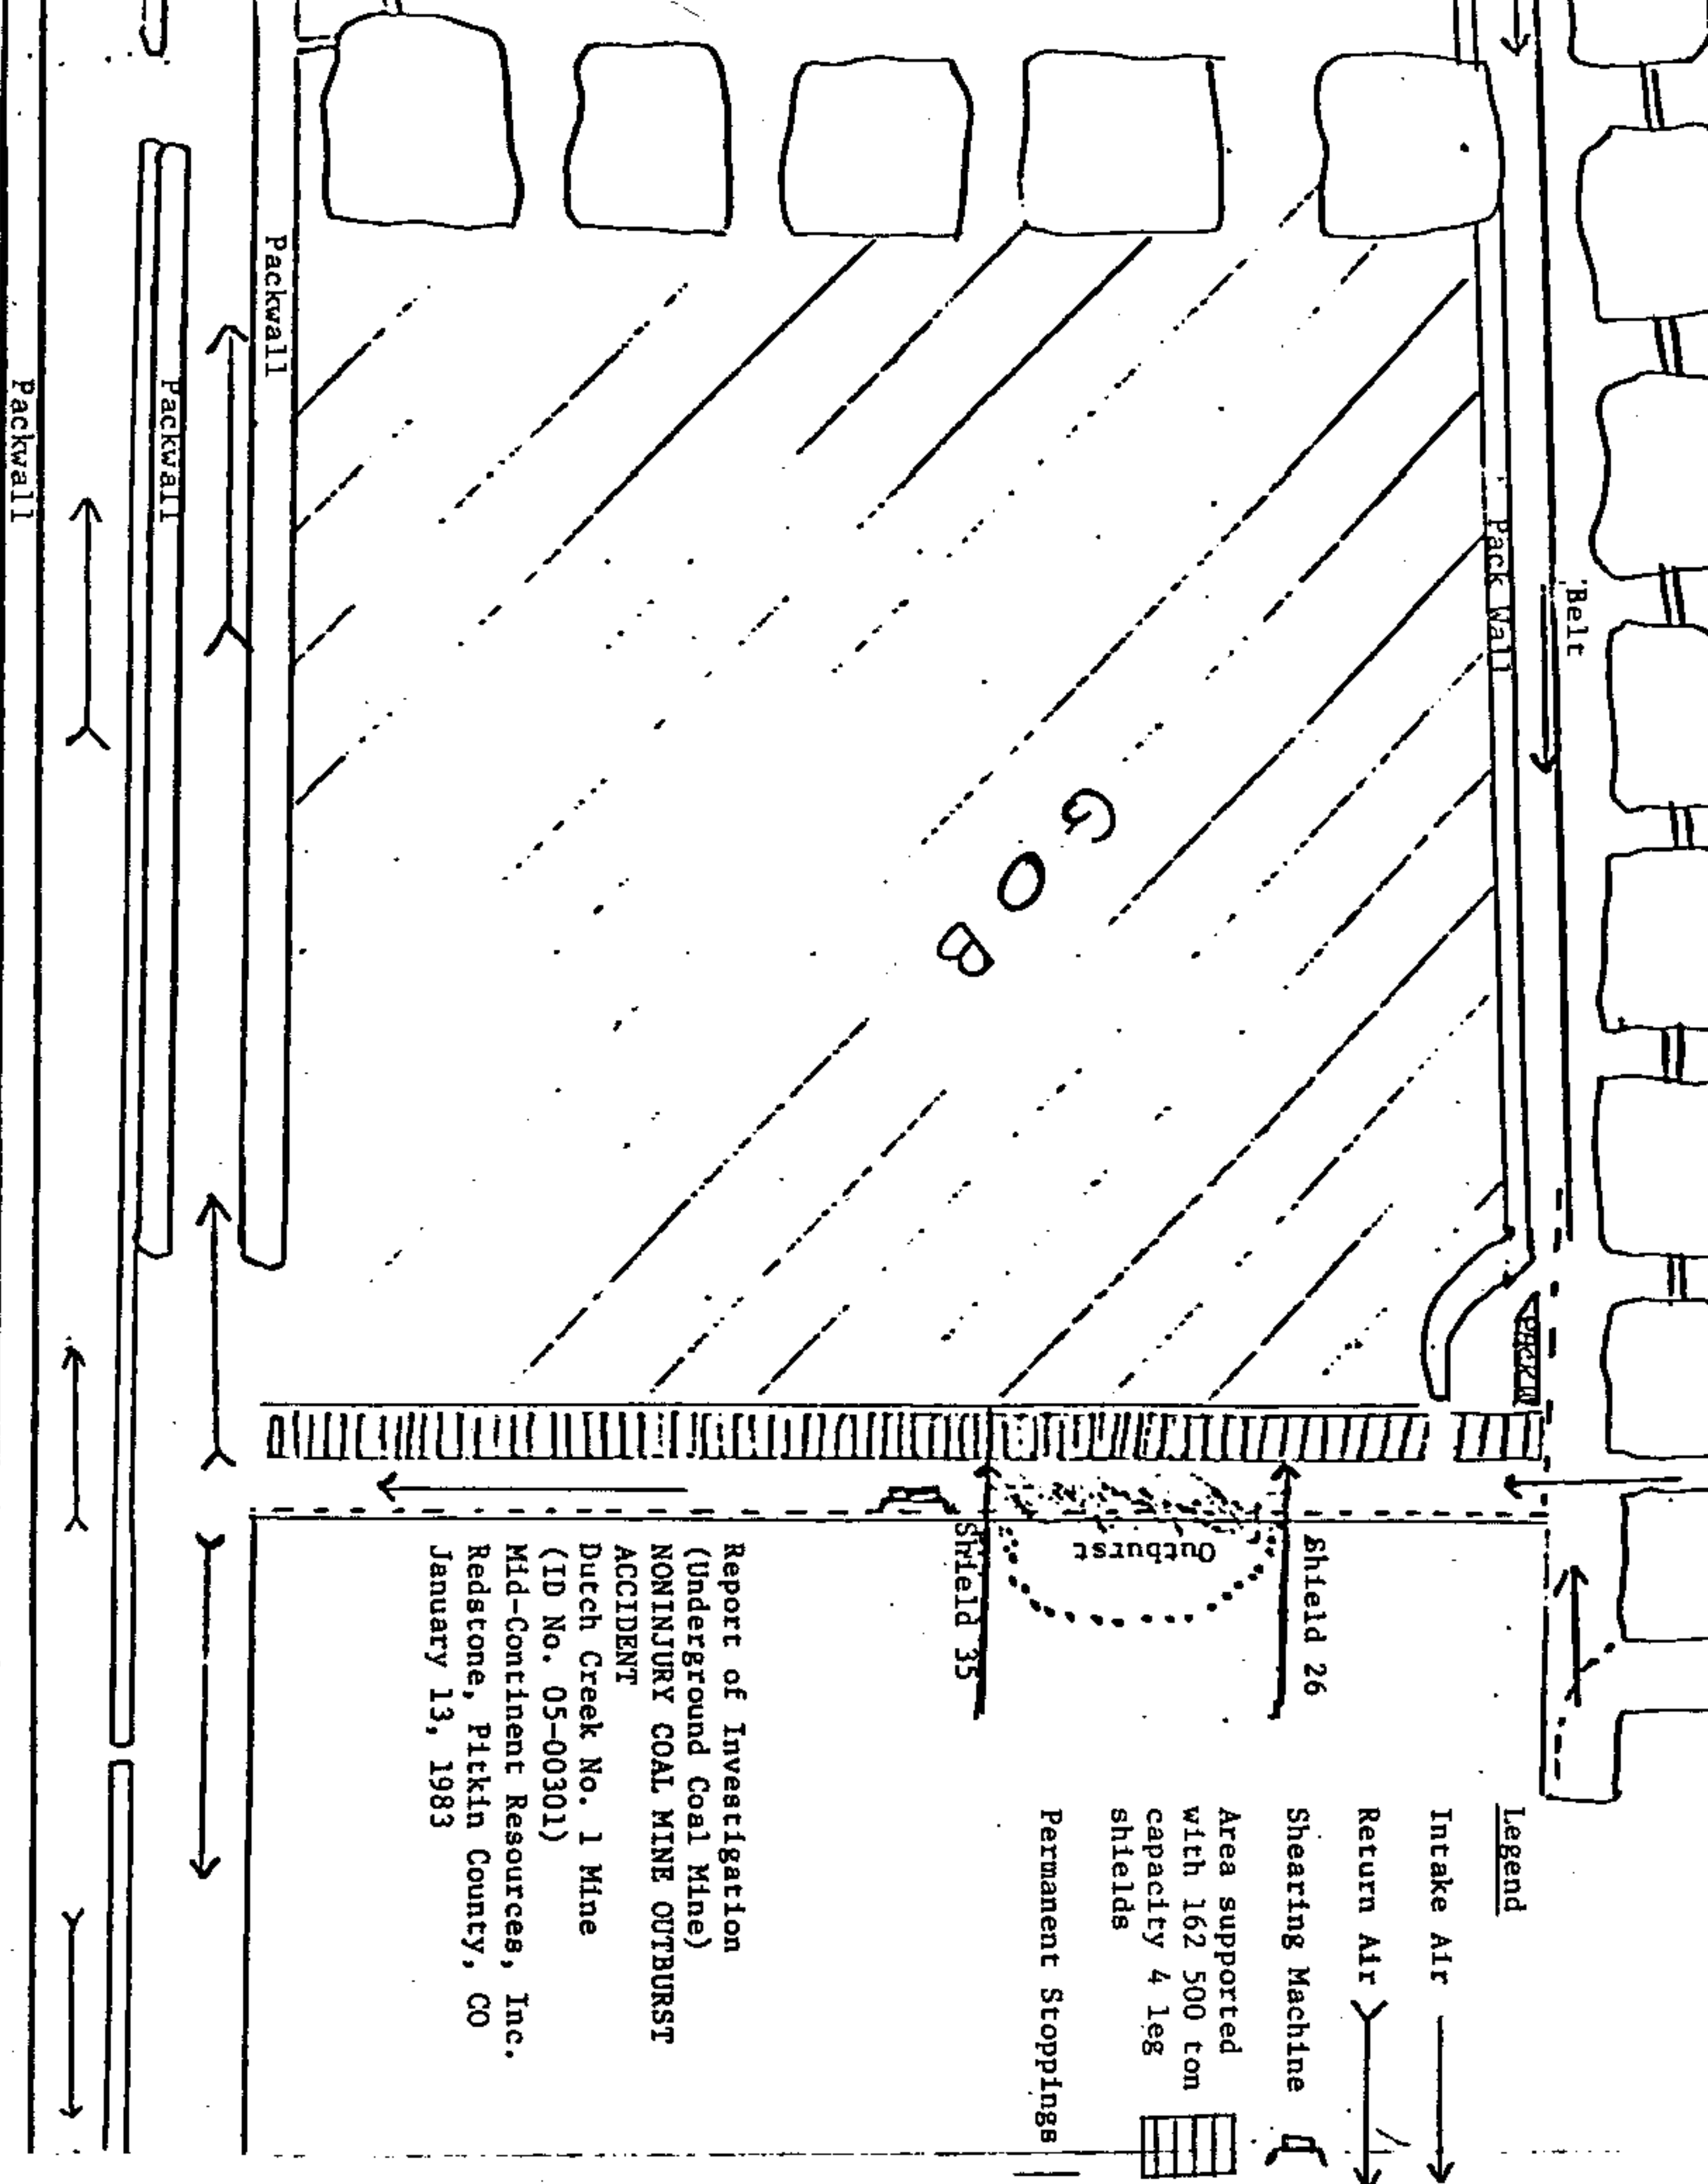 Belt
Pack Wall
GOB
PACK
Packwall
Packwall
Packwall
Shield 26
Outburst
Shield 35
Legend
Intake Air
Return Air
Shearing Machine
Area supported
with 162 500 ton
capacity 4 leg
shields
Permanent Stoppings
Report of Investigation
(Underground Coal Mine)
NONINJURY COAL MINE OUTBURST
ACCIDENT
Dutch Creek No. 1 Mine
(ID No. 05-00301)
Mid-Continent Resources, Inc.
Redstone, Pitkin County, CO
January 13, 1983